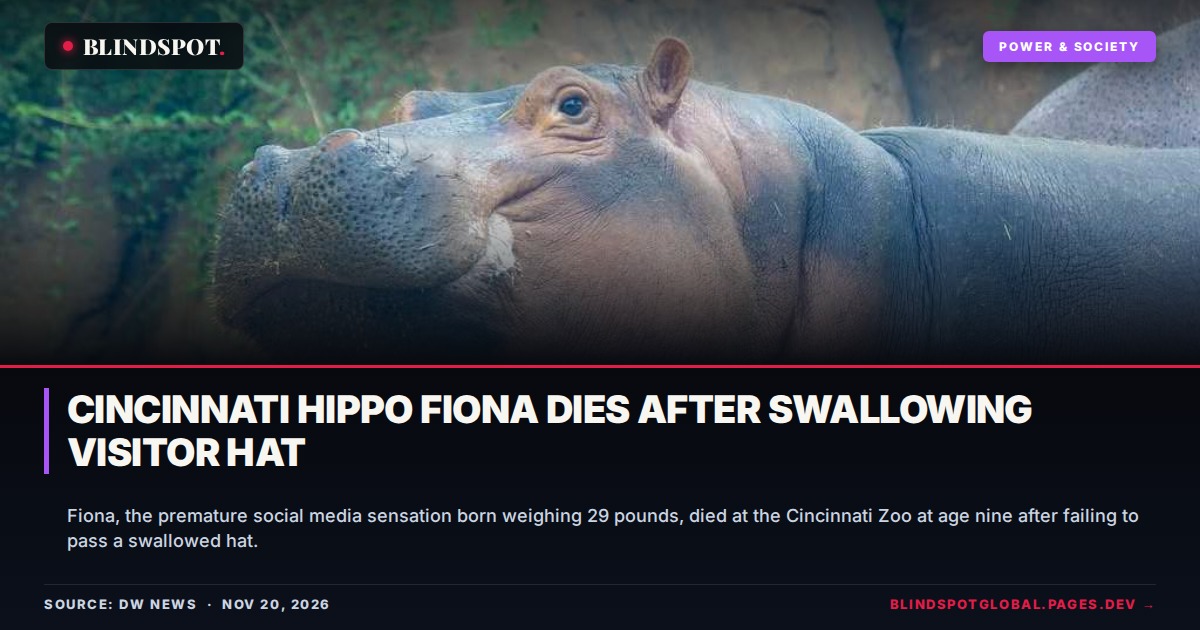 BLINDSPOT.
POWER & SOCIETY
CINCINNATI HIPPO FIONA DIES AFTER SWALLOWING
VISITOR HAT
Fiona, the premature social media sensation born weighing 29 pounds, died at the Cincinnati Zoo at age nine after failing to
pass a swallowed hat.
SOURCE: DW NEWS · NOV 20, 2026
BLINDSPOTGLOBAL.PAGES.DEV →